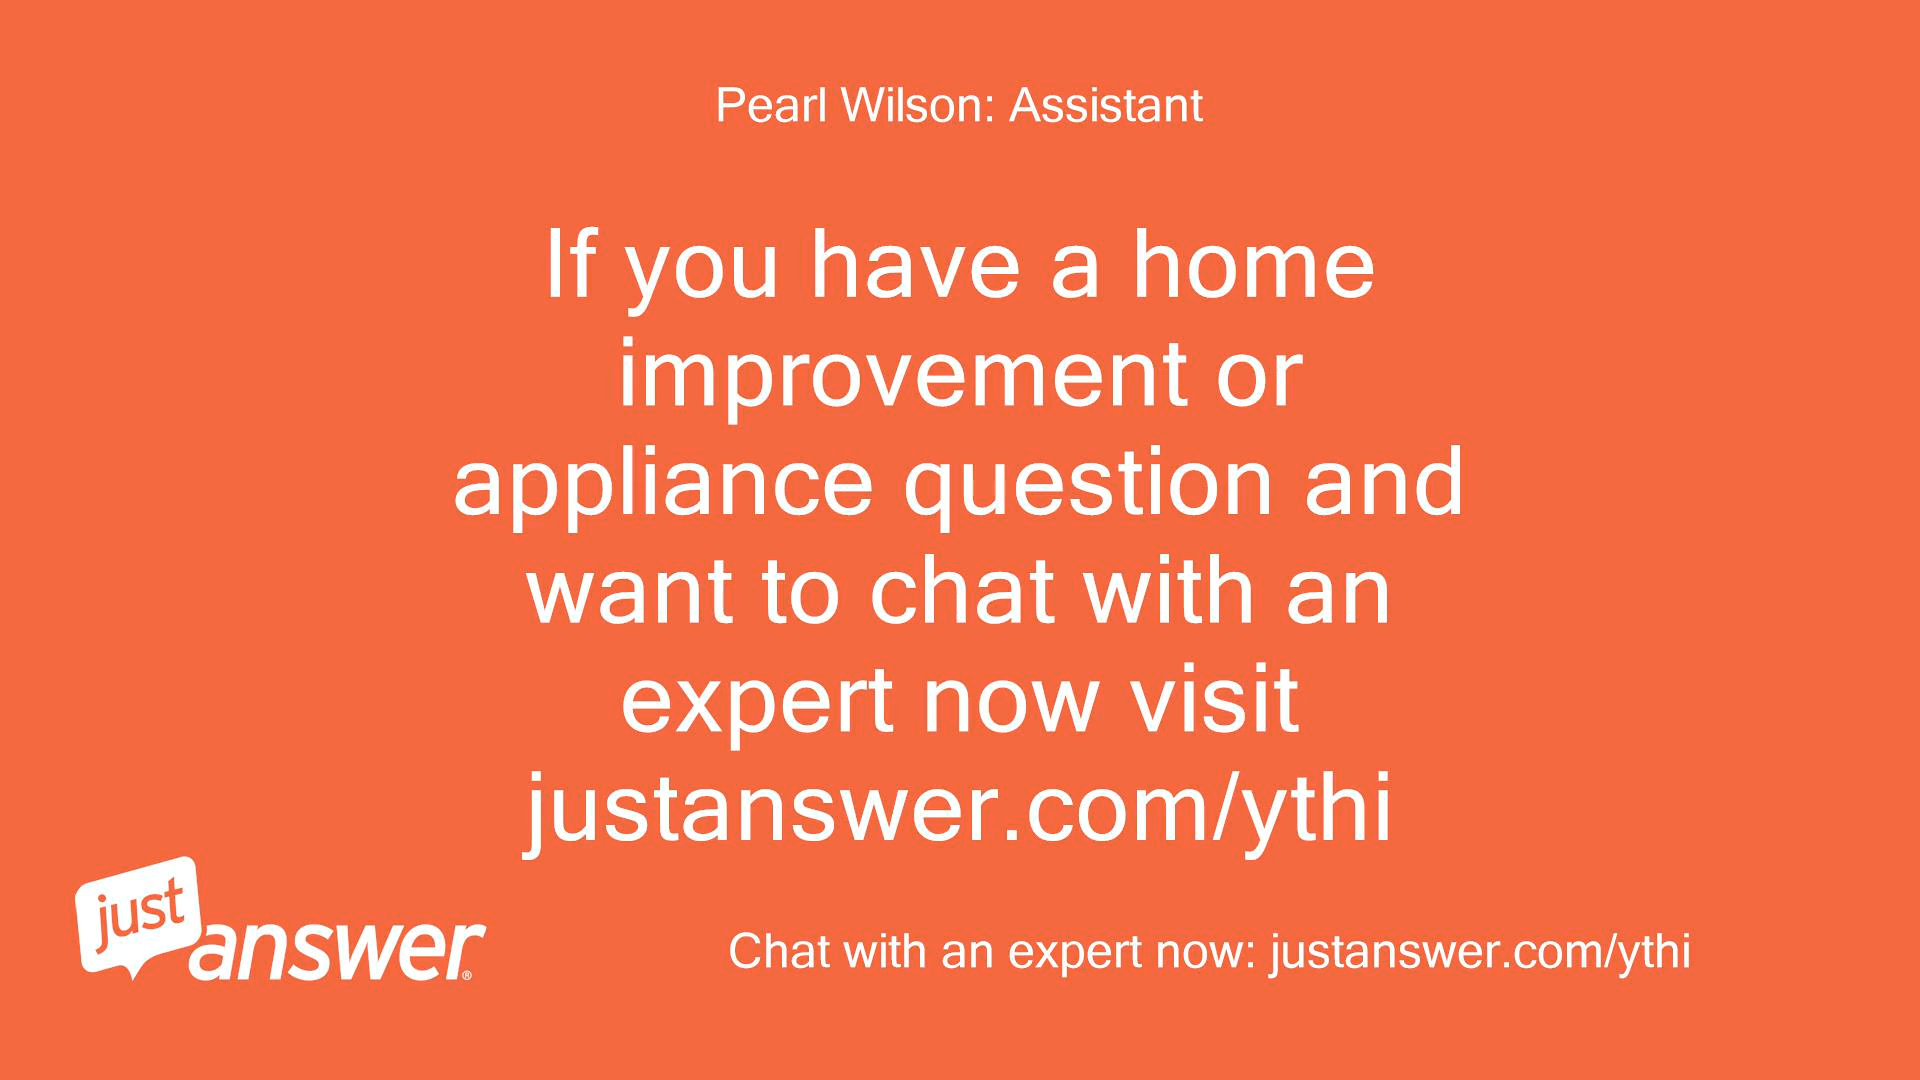 Pearl Wilson: Assistant
If you have a home
improvement or
appliance question and
want to chat with an
expert now visit
justanswer.com/ythi
just
answer®
Chat with an expert now: justanswer.com/ythi